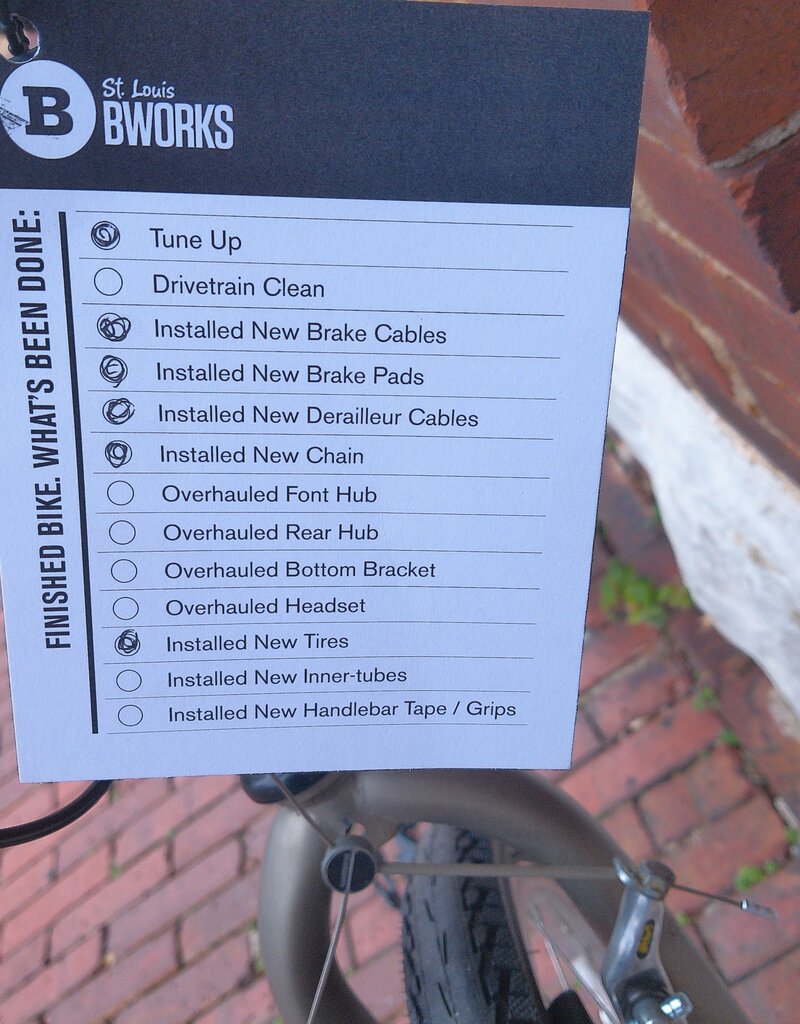 B
St. Louis
BWORKS
FINISHED BIKE. WHAT'S BEEN DONE:
Tune Up
Drivetrain Clean
Installed New Brake Cables
Installed New Brake Pads
Installed New Derailleur Cables
Installed New Chain
Overhauled Font Hub
Overhauled Rear Hub
Overhauled Bottom Bracket
Overhauled Headset
Installed New Tires
Installed New Inner-tubes
Installed New Handlebar Tape / Grips